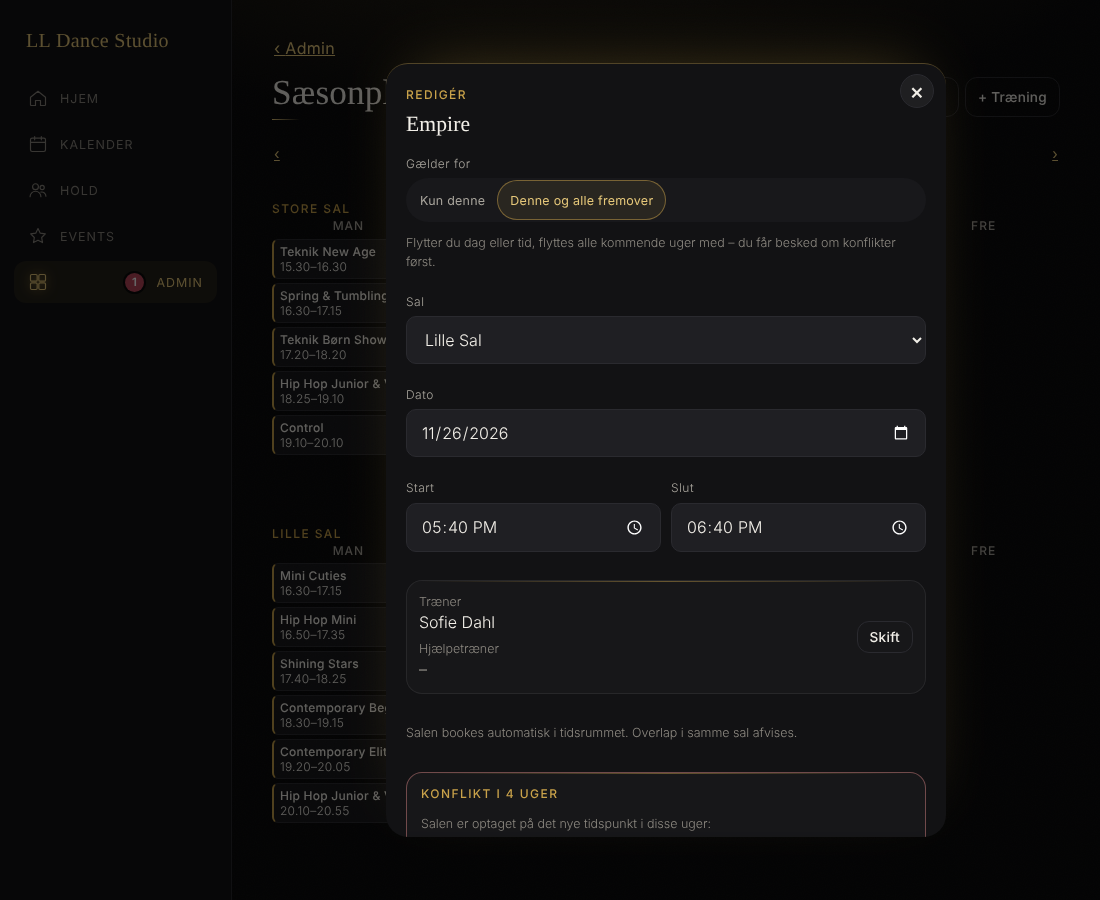 LL Dance Studio
HJEM
KALENDER
HOLD
EVENTS
1 ADMIN
‹ Admin
Sæsonpl
+ Træning
‹
›
STORE SAL
MAN
FRE
Teknik New Age
15.30–16.30
Spring & Tumbling
16.30–17.15
Teknik Børn Show
17.20–18.20
Hip Hop Junior &
18.25–19.10
Control
19.10–20.10
LILLE SAL
MAN
FRE
Mini Cuties
16.30–17.15
Hip Hop Mini
16.50–17.35
Shining Stars
17.40–18.25
Contemporary
18.30–19.15
Contemporary Elit
19.20–20.05
Hip Hop Junior &
20.10–20.55
REDIGÉR
Empire
Gælder for
Kun denne
Denne og alle fremover
Flytter du dag eller tid, flyttes alle kommende uger med – du får besked om konflikter
først.
Sal
Lille Sal
Dato
11/26/2026
Start
Slut
05:40 PM
06:40 PM
Træner
Sofie Dahl
Hjælpetræner
–
Skift
Salen bookes automatisk i tidsrummet. Overlap i samme sal afvises.
KONFLIKT I 4 UGER
Salen er optaget på det nye tidspunkt i disse uger: